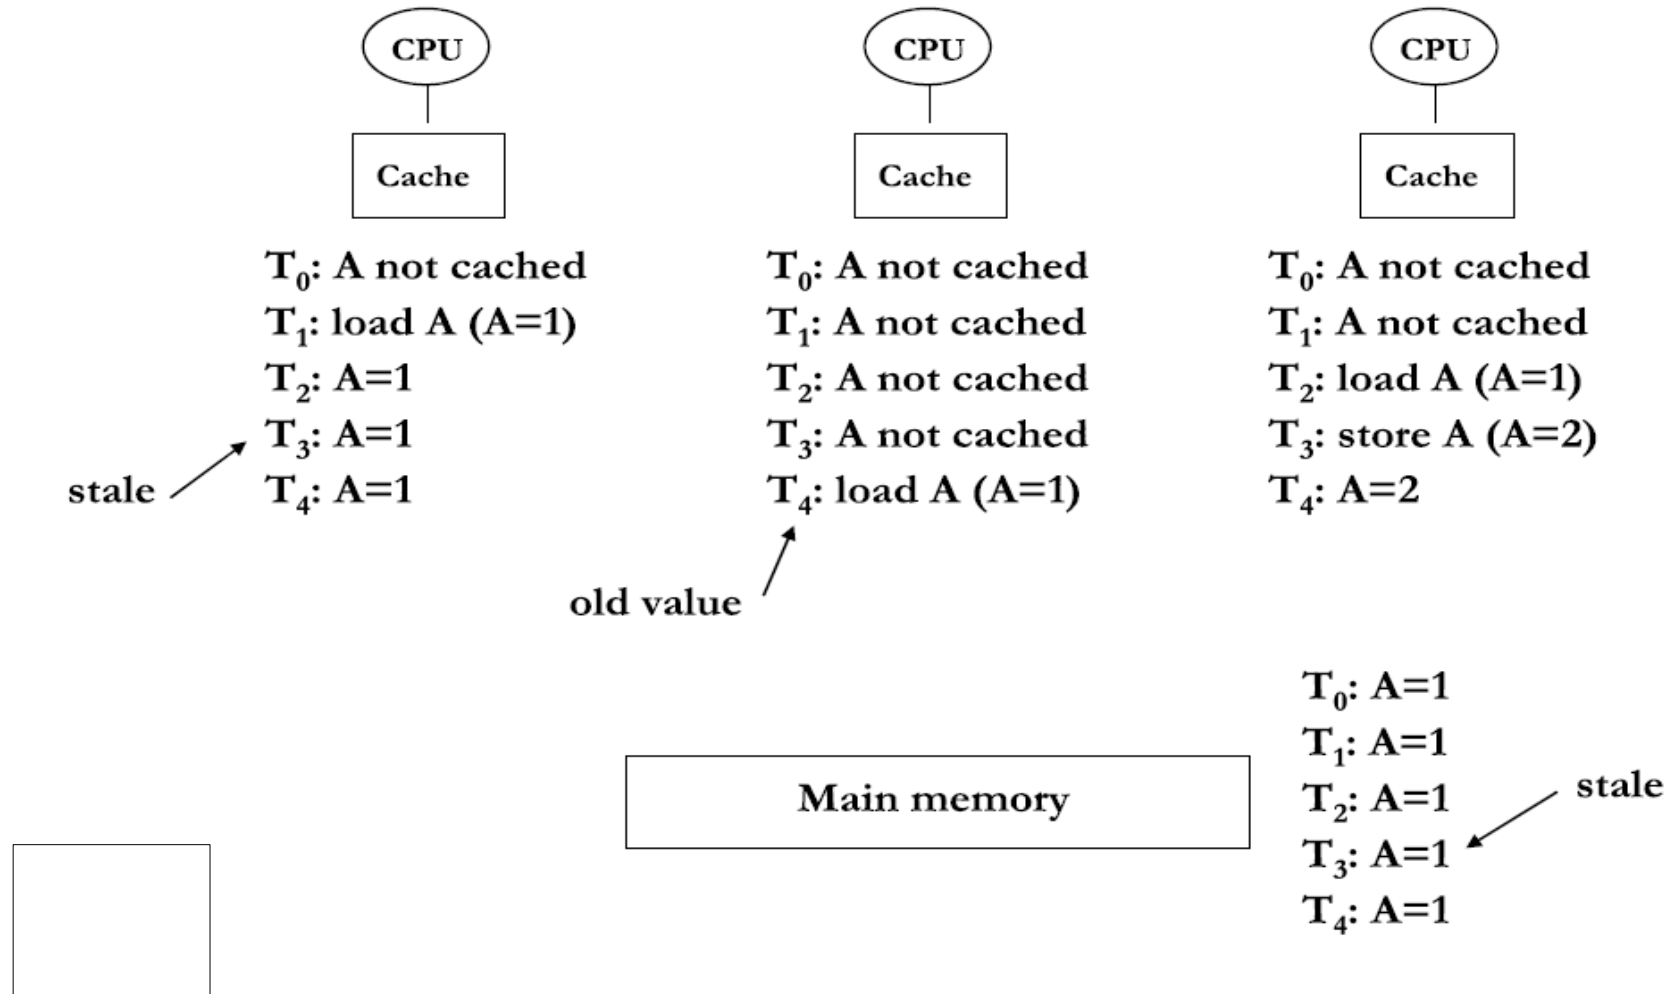 CPU
CPU
CPU
Cache
Cache
Cache
T₀: A not cached
T₁: load A (A=1)
T₂: A=1
T₃: A=1
T₄: A=1
stale
T₀: A not cached
T₁: A not cached
T₂: A not cached
T₃: A not cached
T₄: load A (A=1)
old value
T₀: A not cached
T₁: A not cached
T₂: load A (A=1)
T₃: store A (A=2)
T₄: A=2
Main memory
T₀: A=1
T₁: A=1
T₂: A=1
T₃: A=1
T₄: A=1
stale